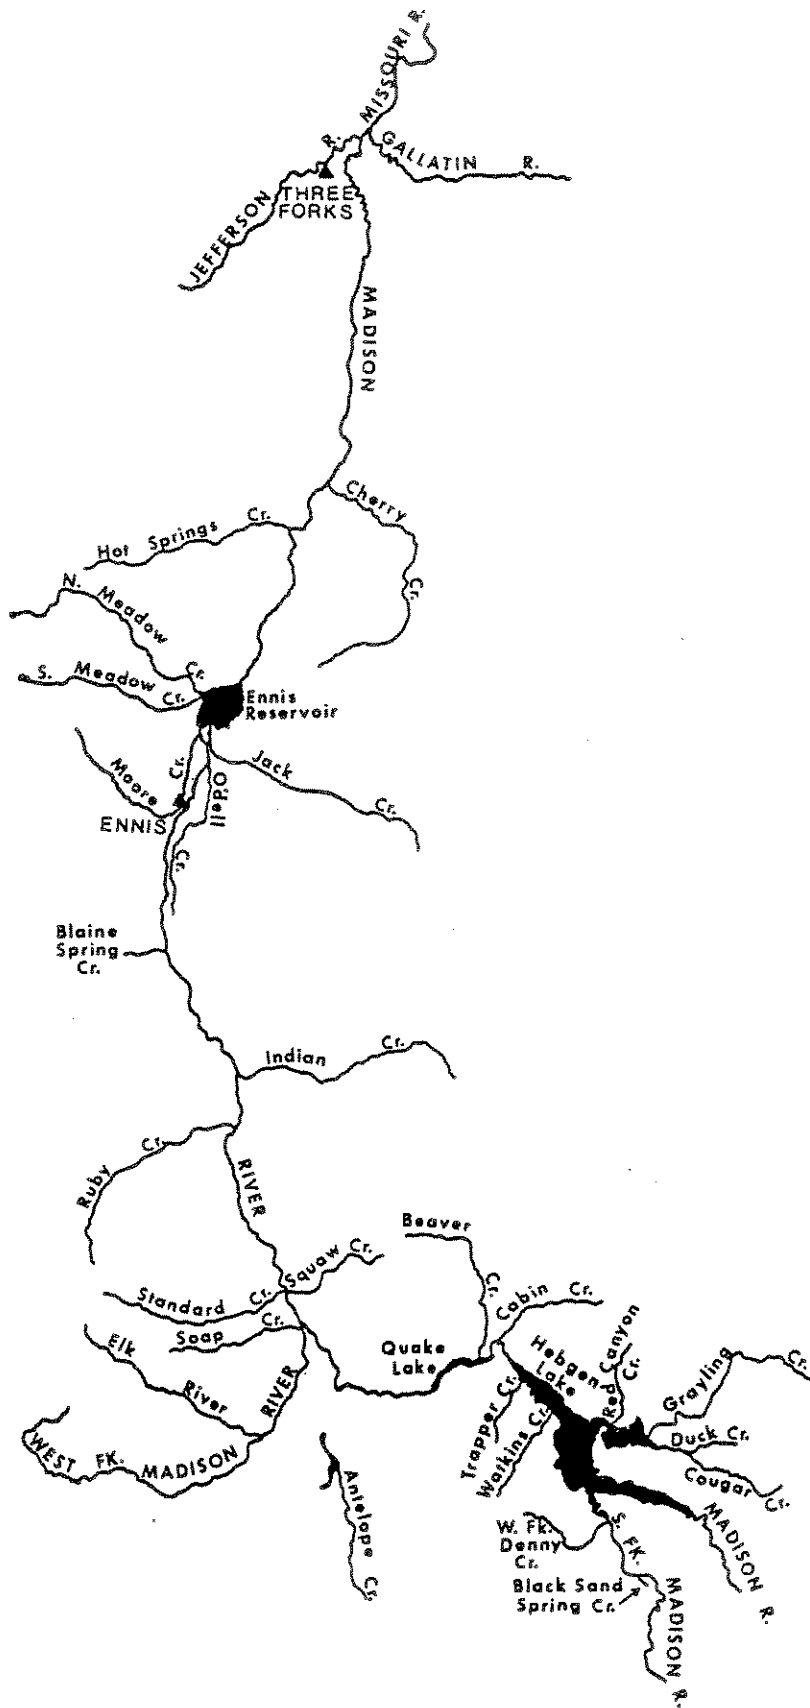 MISSOURI R.
GALLATIN R.
JEFFERSON R.
THREE
FORKS
MADISON
Cherry Cr.
Hot Springs Cr.
N. Meadow Cr.
S. Meadow Cr.
Ennis
Reservoir
Jack Cr.
Moore Cr.
Odell Cr.
ENNIS
Blaine
Spring
Cr.
Indian Cr.
Ruby Cr.
RIVER
Beaver Cr.
Squaw Cr.
Standard Cr.
Soap Cr.
Cabin Cr.
Elk River
Quake
Lake
Hebgen
Lake
Red Canyon
Cr.
Grayling Cr.
WEST FK. MADISON RIVER
Trapper Cr.
Watkins Cr.
Duck Cr.
Cougar Cr.
Antelope Cr.
MADISON R.
W. Fk.
Denny
Cr.
S. FK. MADISON R.
Black Sand
Spring Cr.